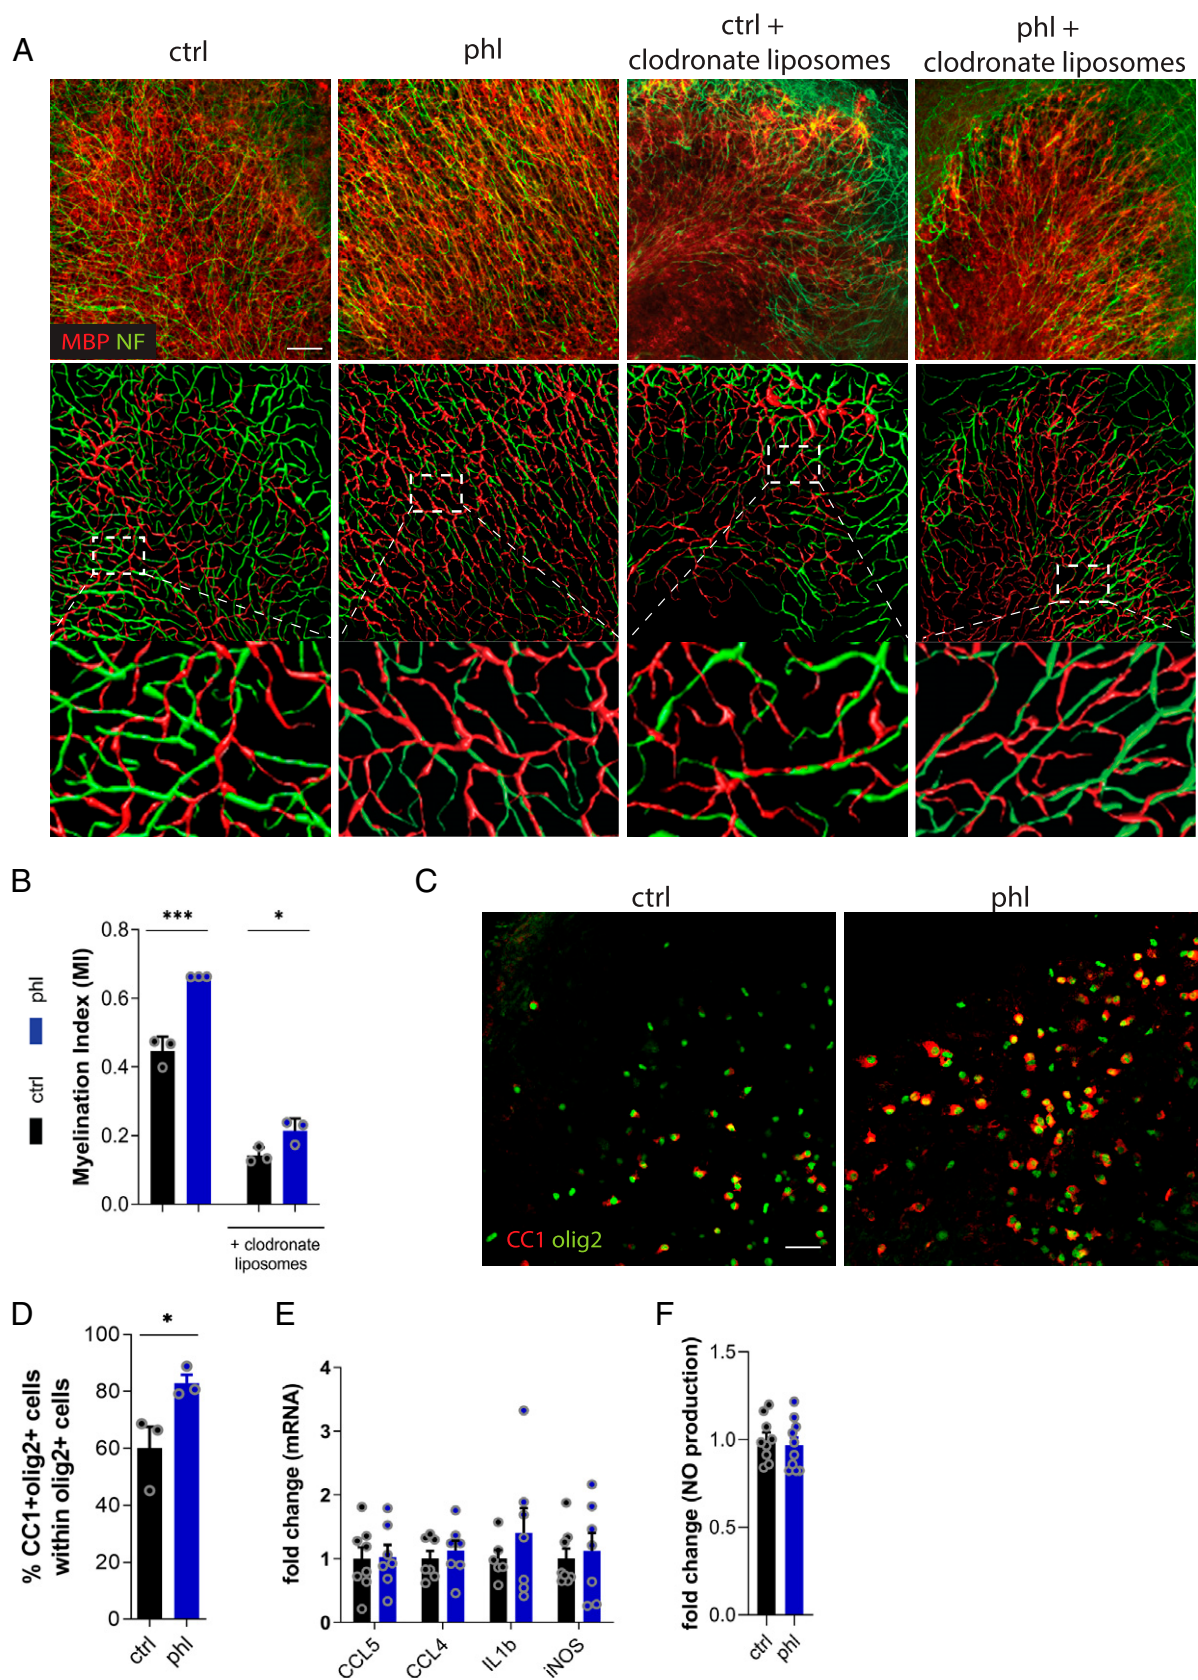 A
ctrl
phl
ctrl +
clodronate liposomes
phl +
clodronate liposomes
MBP NF
B
phl
ctrl
Myelination Index (MI)
0.8
0.6
0.4
0.2
0.0
***
*
+ clodronate
liposomes
C
ctrl
phl
CC1 olig2
D
% CC1+olig2+ cells
within olig2+ cells
100
80
60
40
20
0
*
ctrl
phl
E
fold change (mRNA)
4
3
2
1
0
CCL5
CCL4
IL1b
iNOS
F
fold change (NO production)
1.5
1.0
0.5
0.0
ctrl
phl